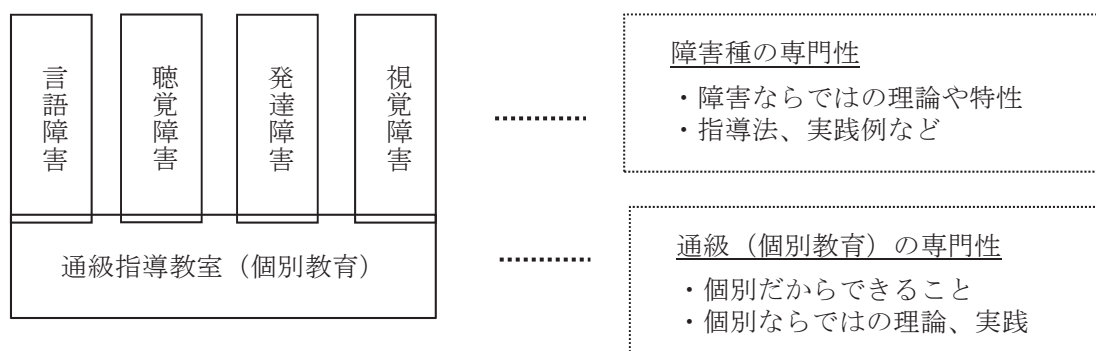 言語障害
聴覚障害
発達障害
視覚障害
障害種の専門性
・障害ならではの理論や特性
・指導法、実践例など
通級指導教室(個別教育)
通級(個別教育)の専門性
・個別だからできること
・個別ならではの理論、実践